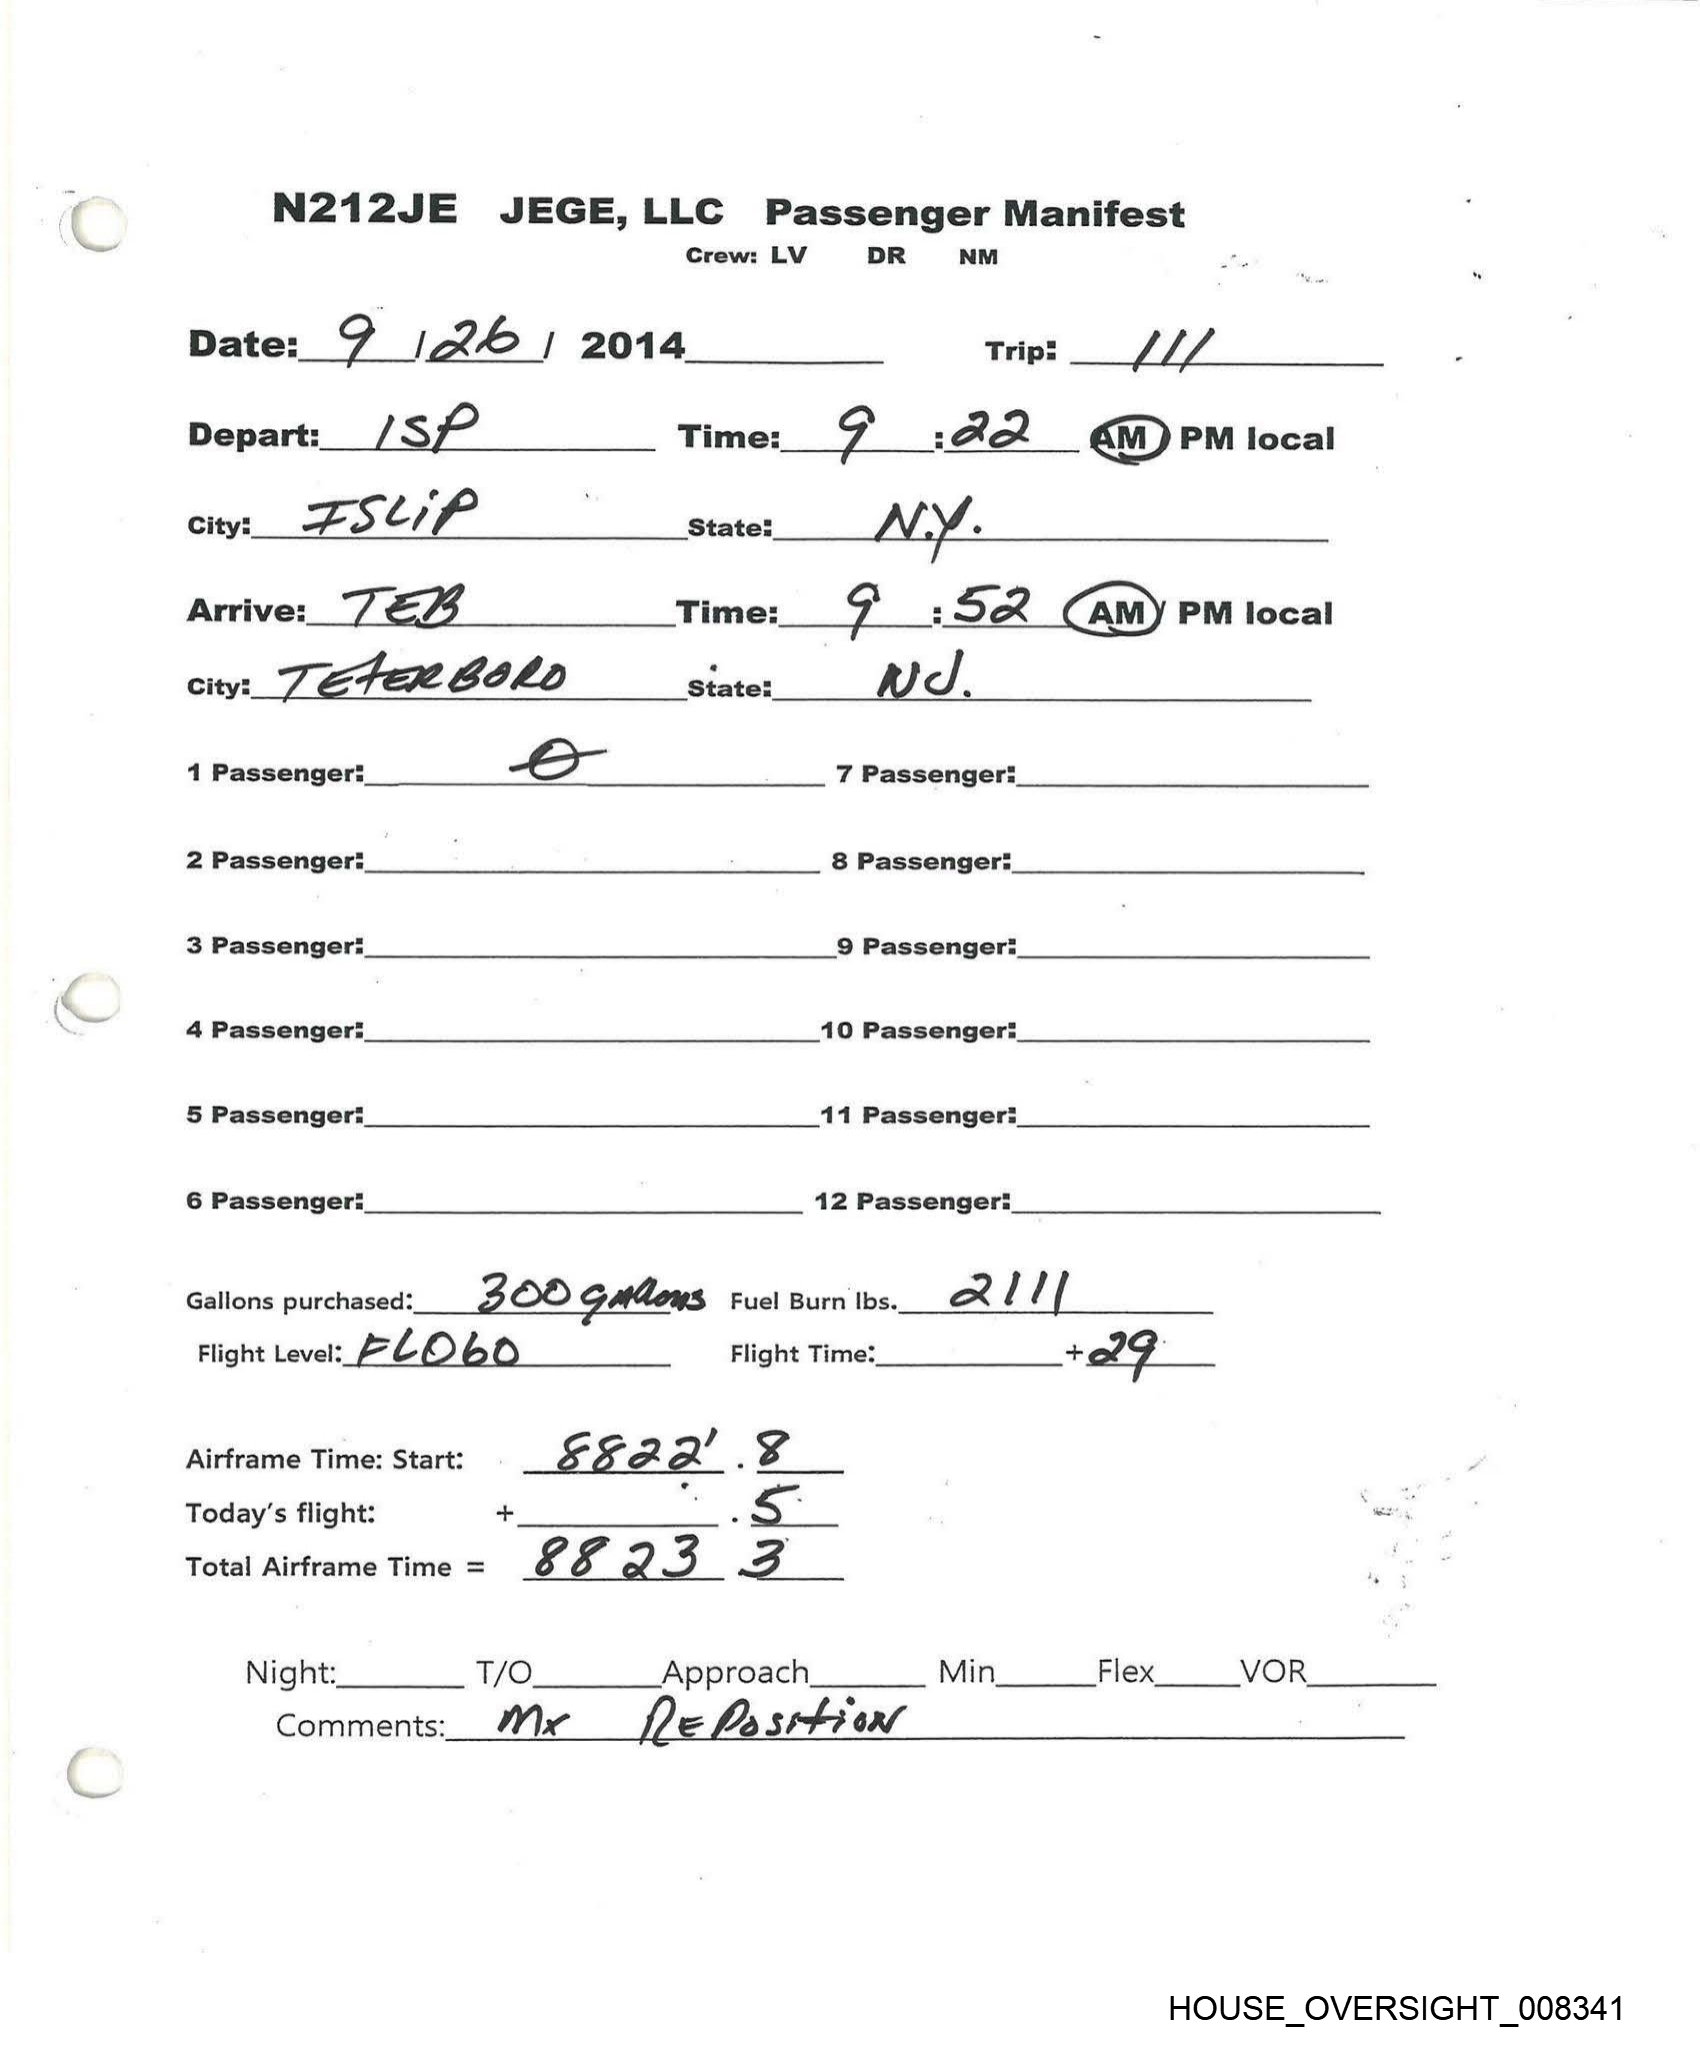 N212JE JEGE, LLC Passenger Manifest
Crew: LV DR NM
Date: 9 / 26 / 2014 Trip: 111
Depart: ISP Time: 9 : 22 AM / PM local
City: ISLiP State: N.Y.
Arrive: TEB Time: 9 : 52 AM / PM local
City: TETERBORO State: NJ.
1 Passenger: 0 7 Passenger:
2 Passenger: 8 Passenger:
3 Passenger: 9 Passenger:
4 Passenger: 10 Passenger:
5 Passenger: 11 Passenger:
6 Passenger: 12 Passenger:
Gallons purchased: 300 gallons Fuel Burn lbs. 2111
Flight Level: FL060 Flight Time: +29
Airframe Time: Start: 8822 . 8
Today's flight: + . 5
Total Airframe Time = 8823 3
Night: T/O Approach Min Flex VOR
Comments: Mx RePosition
HOUSE_OVERSIGHT_008341